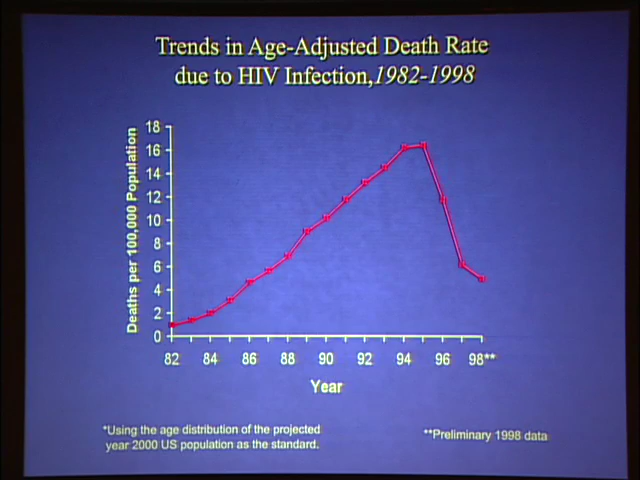 Trends in Age-Adjusted Death Rate
due to HIV Infection,1982-1998
Deaths per 100,000 Population
18
16
14
12
10
8
6
4
2
0
82 84 86 88 90 92 94 96 98**
Year
*Using the age distribution of the projected
year 2000 US population as the standard.
**Preliminary 1998 data